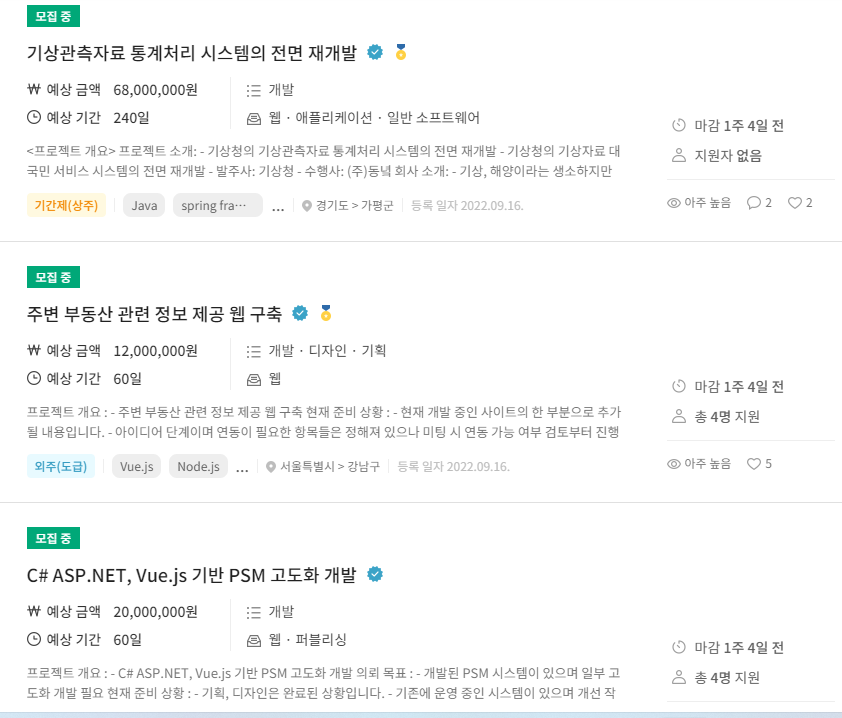 모집 중
기상관측자료 통계처리 시스템의 전면 재개발
₩ 예상 금액 68,000,000원
개발
예상 기간 240일
웹 · 애플리케이션 · 일반 소프트웨어
마감 1주 4일 전
지원자 없음
<프로젝트 개요> 프로젝트 소개: - 기상청의 기상관측자료 통계처리 시스템의 전면 재개발 - 기상청의 기상자료 대
국민 서비스 시스템의 전면 재개발 - 발주사: 기상청 - 수행사: (주)동녘 회사 소개: - 기상, 해양이라는 생소하지만
기간제(상주) Java spring fra··· ... 경기도 > 가평군 등록 일자 2022.09.16.
아주 높음 2 2
모집 중
주변 부동산 관련 정보 제공 웹 구축
₩ 예상 금액 12,000,000원
개발 · 디자인 · 기획
예상 기간 60일
웹
마감 1주 4일 전
총 4명 지원
프로젝트 개요 : - 주변 부동산 관련 정보 제공 웹 구축 현재 준비 상황 : - 현재 개발 중인 사이트의 한 부분으로 추가
될 내용입니다. - 아이디어 단계이며 연동이 필요한 항목들은 정해져 있으나 미팅 시 연동 가능 여부 검토부터 진행
외주(도급) Vue.js Node.js ... 서울특별시 > 강남구 등록 일자 2022.09.16.
아주 높음 5
모집 중
C# ASP.NET, Vue.js 기반 PSM 고도화 개발
₩ 예상 금액 20,000,000원
개발
예상 기간 60일
웹 · 퍼블리싱
마감 1주 4일 전
총 4명 지원
프로젝트 개요 : - C# ASP.NET, Vue.js 기반 PSM 고도화 개발 의뢰 목표 : - 개발된 PSM 시스템이 있으며 일부 고
도화 개발 필요 현재 준비 상황 : - 기획, 디자인은 완료된 상황입니다. - 기존에 운영 중인 시스템이 있으며 개선 작